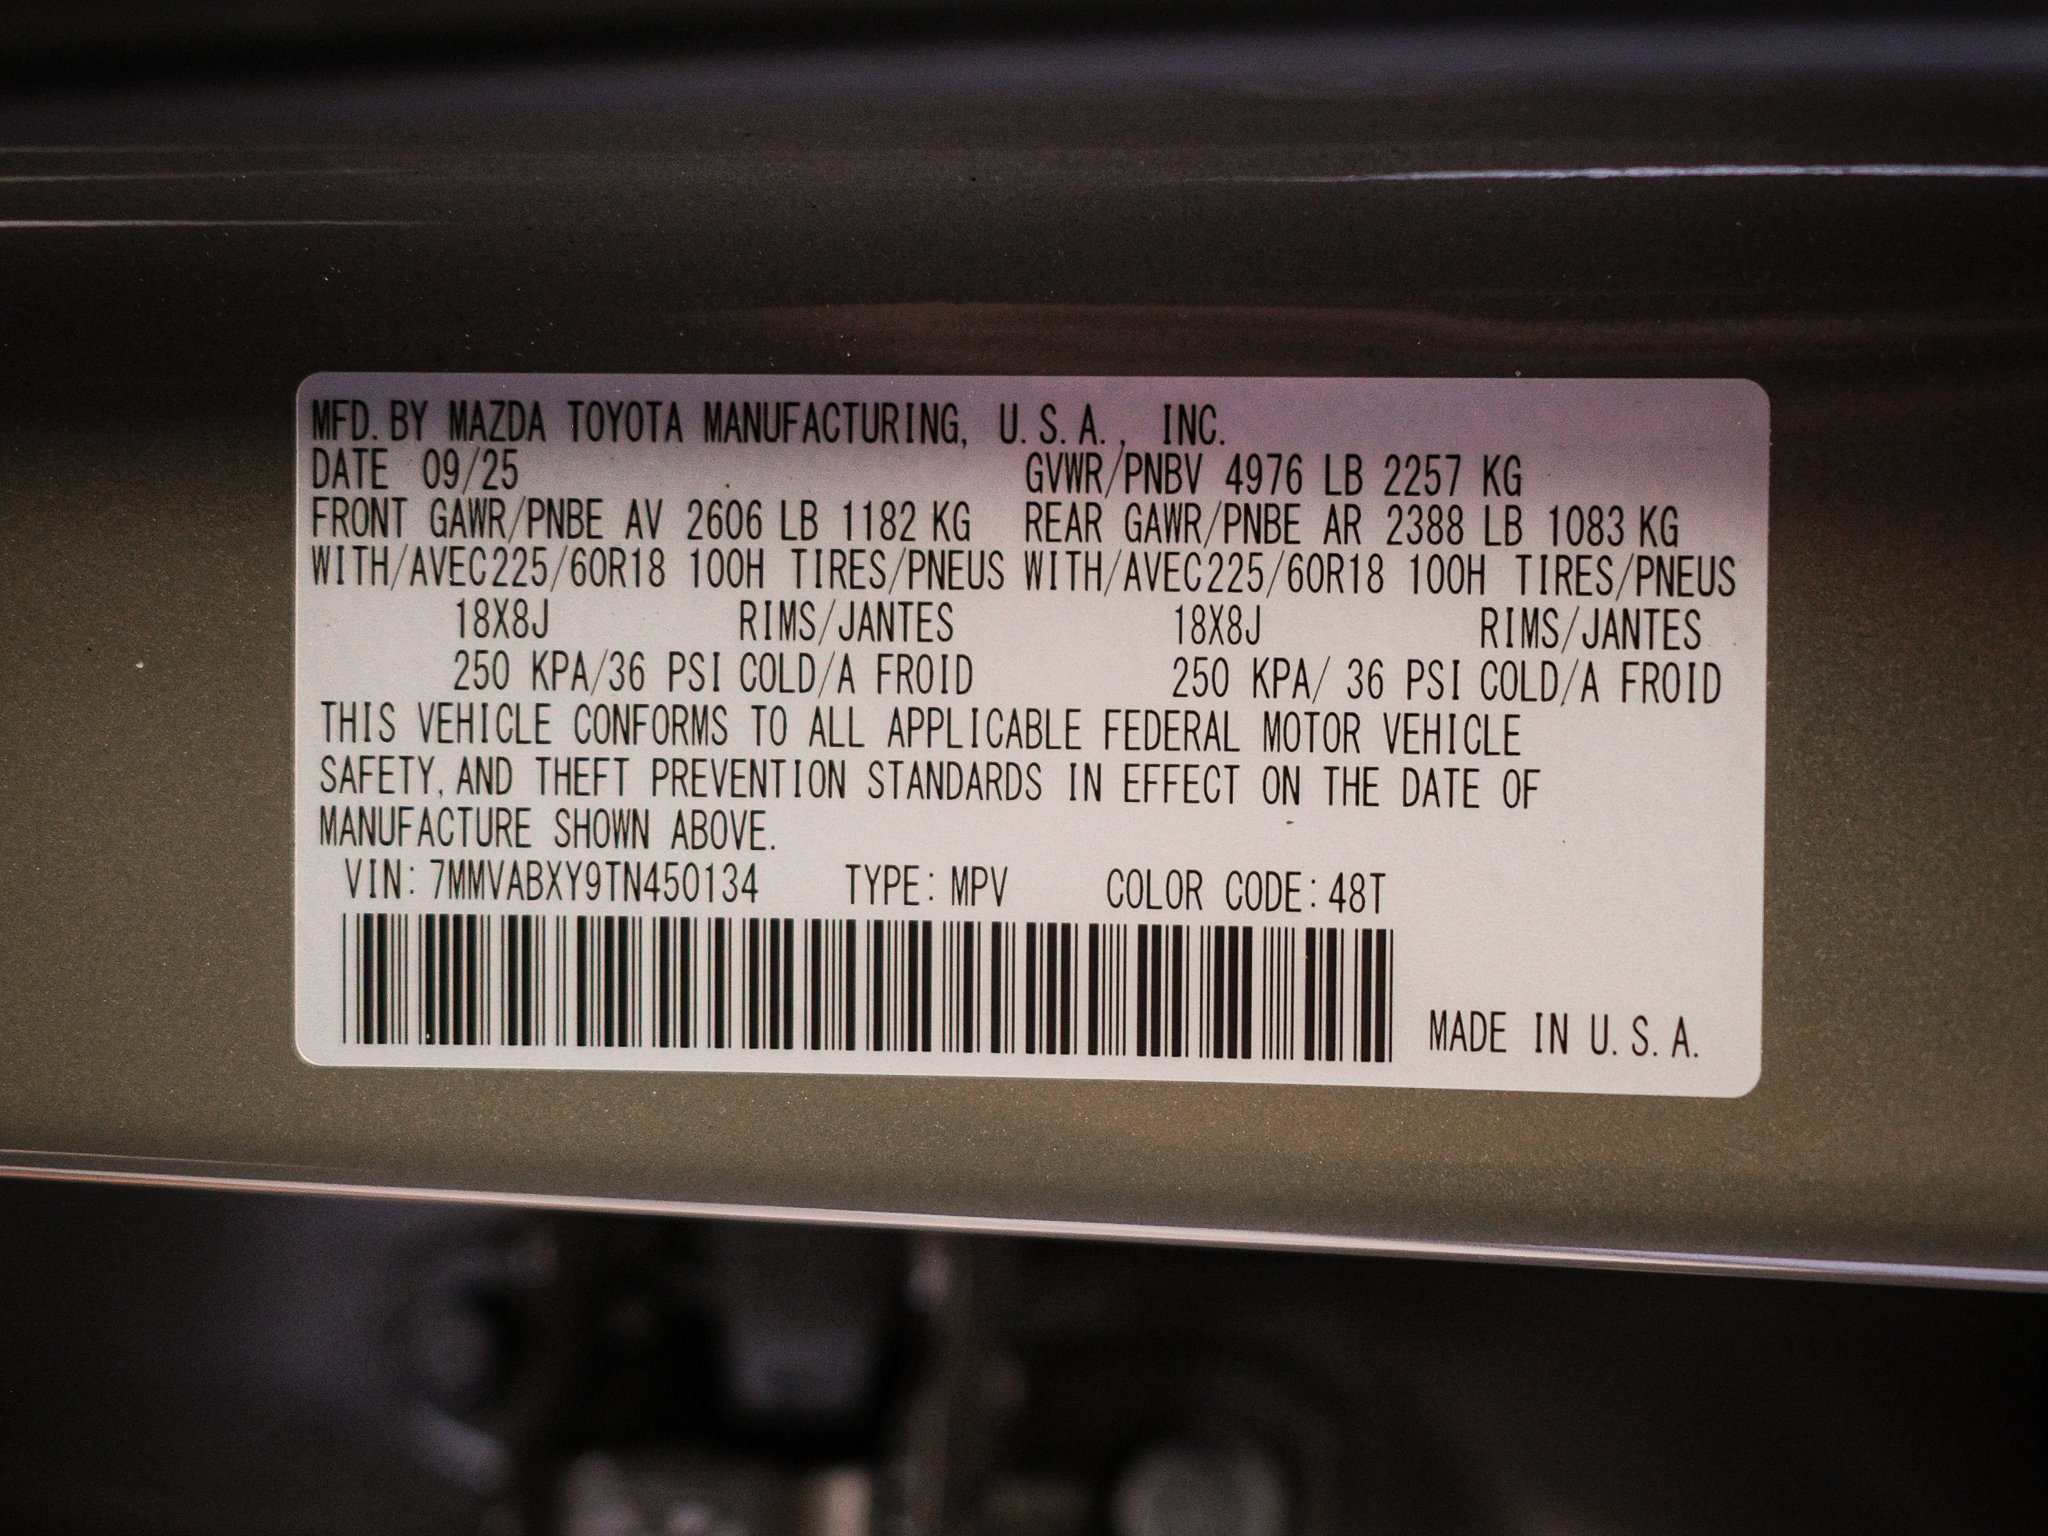 MFD. BY MAZDA TOYOTA MANUFACTURING, U.S.A., INC.
DATE 09/25 GVWR/PNBV 4976 LB 2257 KG
FRONT GAWR/PNBE AV 2606 LB 1182 KG REAR GAWR/PNBE AR 2388 LB 1083 KG
WITH/AVEC225/60R18 100H TIRES/PNEUS WITH/AVEC225/60R18 100H TIRES/PNEUS
18X8J RIMS/JANTES 18X8J RIMS/JANTES
250 KPA/36 PSI COLD/A FROID 250 KPA/ 36 PSI COLD/A FROID
THIS VEHICLE CONFORMS TO ALL APPLICABLE FEDERAL MOTOR VEHICLE
SAFETY, AND THEFT PREVENTION STANDARDS IN EFFECT ON THE DATE OF
MANUFACTURE SHOWN ABOVE.
VIN: 7MMVABXY9TN450134 TYPE: MPV COLOR CODE: 48T
MADE IN U.S.A.